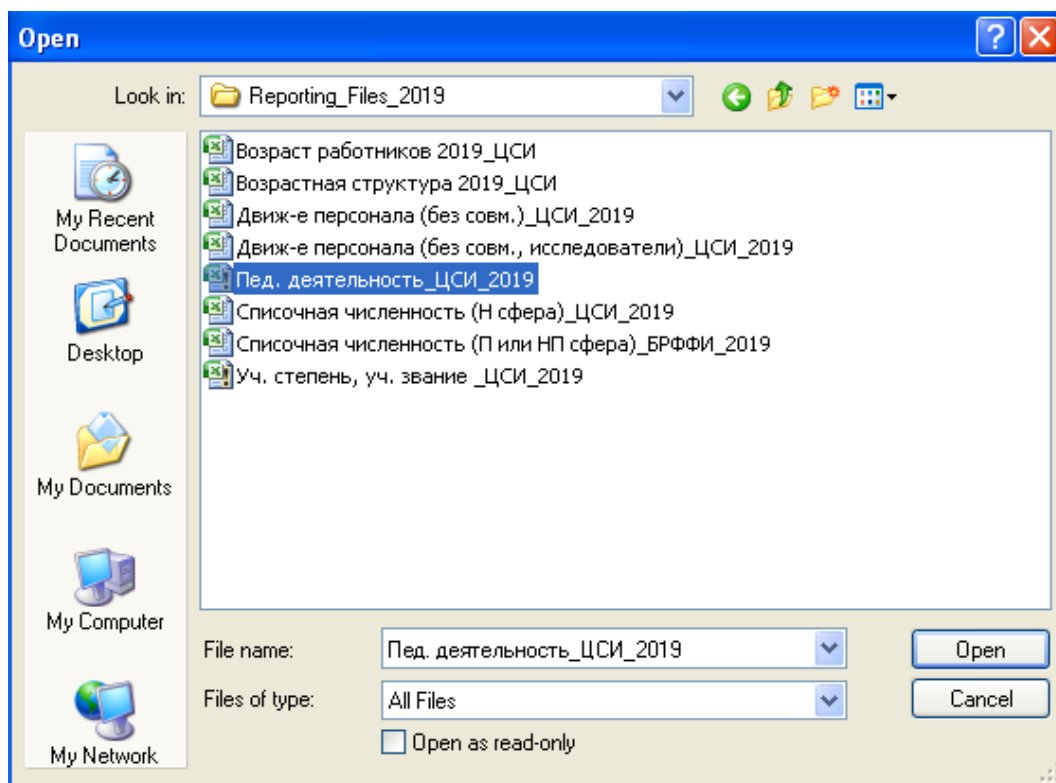 Open
Look in:
Reporting_Files_2019
My Recent
Documents
Desktop
My Documents
My Computer
My Network
Возраст работников 2019_ЦСИ
Возрастная структура 2019_ЦСИ
Движ-е персонала (без совм.)_ЦСИ_2019
Движ-е персонала (без совм., исследователи)_ЦСИ_2019
Пед. деятельность_ЦСИ_2019
Списочная численность (Н сфера)_ЦСИ_2019
Списочная численность (П или НП сфера)_БРФФИ_2019
Уч. степень, уч. звание _ЦСИ_2019
File name:
Пед. деятельность_ЦСИ_2019
Open
Files of type:
All Files
Cancel
Open as read-only